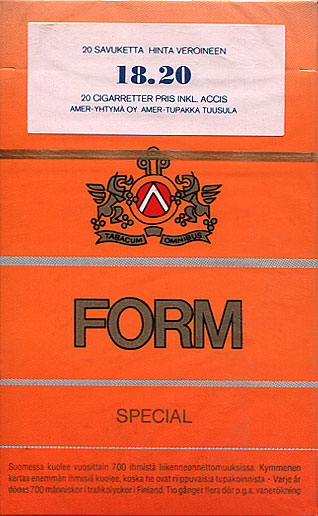 20 SAVUKETTA HINTA VEROINEEN
18.20
20 CIGARRETTER PRIS INKL. ACCIS
AMER-YHTYMÄ OY AMER-TUPAKKA TUUSULA
TABACUM OMNIBUS
FORM
SPECIAL
Suomessa kuolee vuosittain 700 ihmistä liikenneonnettomuuksissa. Kymmenen
kertaa enemmän ihmisiä kuolee, koska he ovat riippuvaisia tupakoinnista • Varje år
dödas 700 människor i trafikolyckor i Finland. Tio gånger flera dör p.g.a. vanerökning